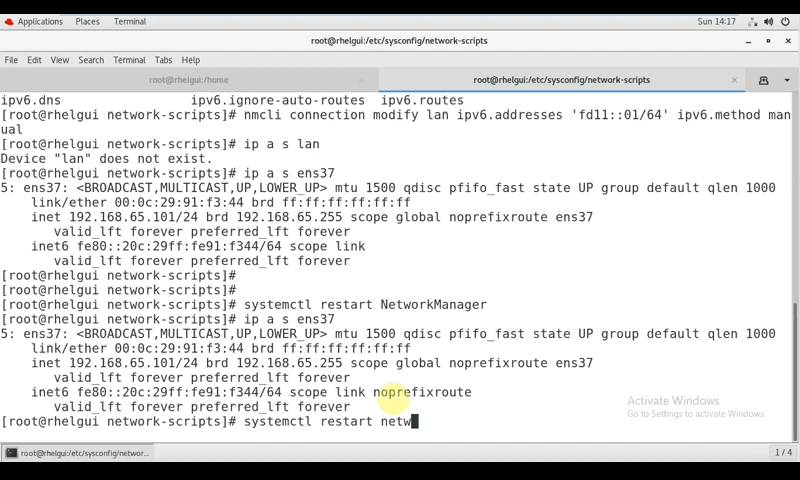 Applications Places Terminal Sun 14:17
root@rhelgui:/etc/sysconfig/network-scripts
File Edit View Search Terminal Tabs Help
root@rhelgui:/home root@rhelgui:/etc/sysconfig/network-scripts
ipv6.dns ipv6.ignore-auto-routes ipv6.routes
[root@rhelgui network-scripts]# nmcli connection modify lan ipv6.addresses 'fd11::01/64' ipv6.method man
ual
[root@rhelgui network-scripts]# ip a s lan
Device "lan" does not exist.
[root@rhelgui network-scripts]# ip a s ens37
5: ens37: <BROADCAST,MULTICAST,UP,LOWER_UP> mtu 1500 qdisc pfifo_fast state UP group default qlen 1000
link/ether 00:0c:29:91:f3:44 brd ff:ff:ff:ff:ff:ff
inet 192.168.65.101/24 brd 192.168.65.255 scope global noprefixroute ens37
valid_lft forever preferred_lft forever
inet6 fe80::20c:29ff:fe91:f344/64 scope link
valid_lft forever preferred_lft forever
[root@rhelgui network-scripts]#
[root@rhelgui network-scripts]#
[root@rhelgui network-scripts]# systemctl restart NetworkManager
[root@rhelgui network-scripts]# ip a s ens37
5: ens37: <BROADCAST,MULTICAST,UP,LOWER_UP> mtu 1500 qdisc pfifo_fast state UP group default qlen 1000
link/ether 00:0c:29:91:f3:44 brd ff:ff:ff:ff:ff:ff
inet 192.168.65.101/24 brd 192.168.65.255 scope global noprefixroute ens37
valid_lft forever preferred_lft forever
inet6 fe80::20c:29ff:fe91:f344/64 scope link noprefixroute
valid_lft forever preferred_lft forever
[root@rhelgui network-scripts]# systemctl restart netw
Activate Windows
Go to Settings to activate Windows.
root@rhelgui:/etc/sysconfig/networ... 1 / 4